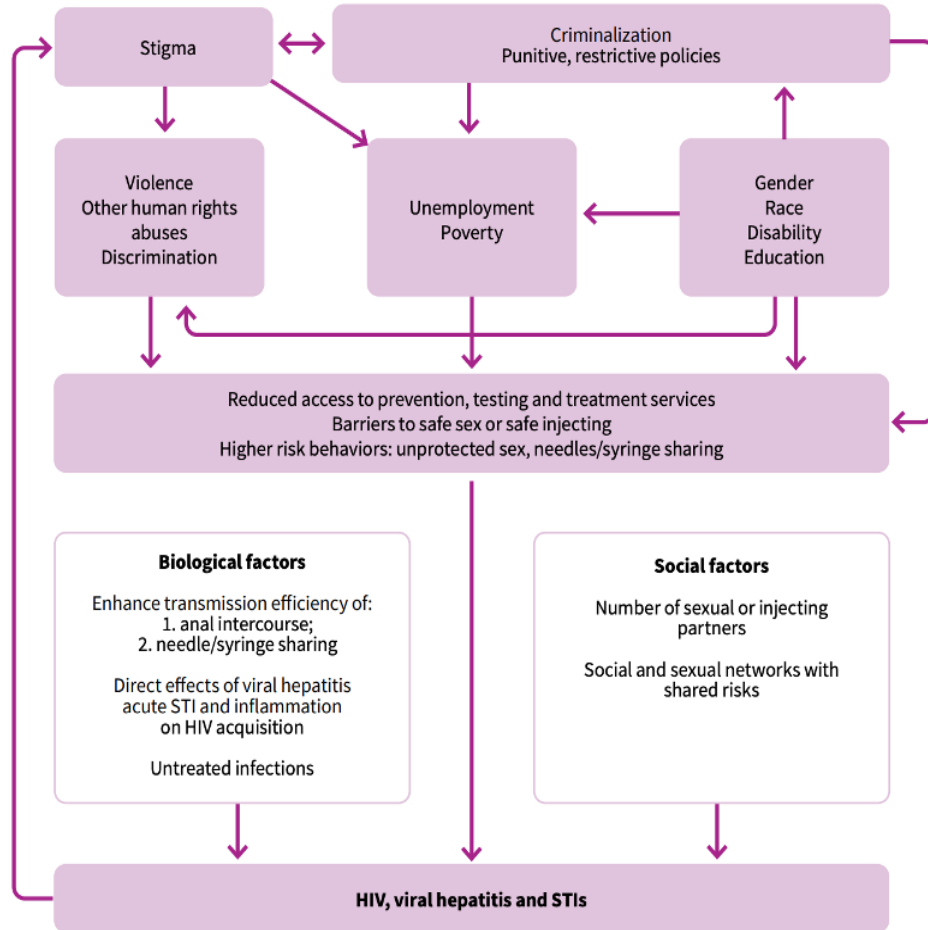 Stigma
Criminalization
Punitive, restrictive policies
Violence
Other human rights
abuses
Discrimination
Unemployment
Poverty
Gender
Race
Disability
Education
Reduced access to prevention, testing and treatment services
Barriers to safe sex or safe injecting
Higher risk behaviors: unprotected sex, needles/syringe sharing
Biological factors
Enhance transmission efficiency of:
1. anal intercourse;
2. needle/syringe sharing
Direct effects of viral hepatitis
acute STI and inflammation
on HIV acquisition
Untreated infections
Social factors
Number of sexual or injecting
partners
Social and sexual networks with
shared risks
HIV, viral hepatitis and STIs